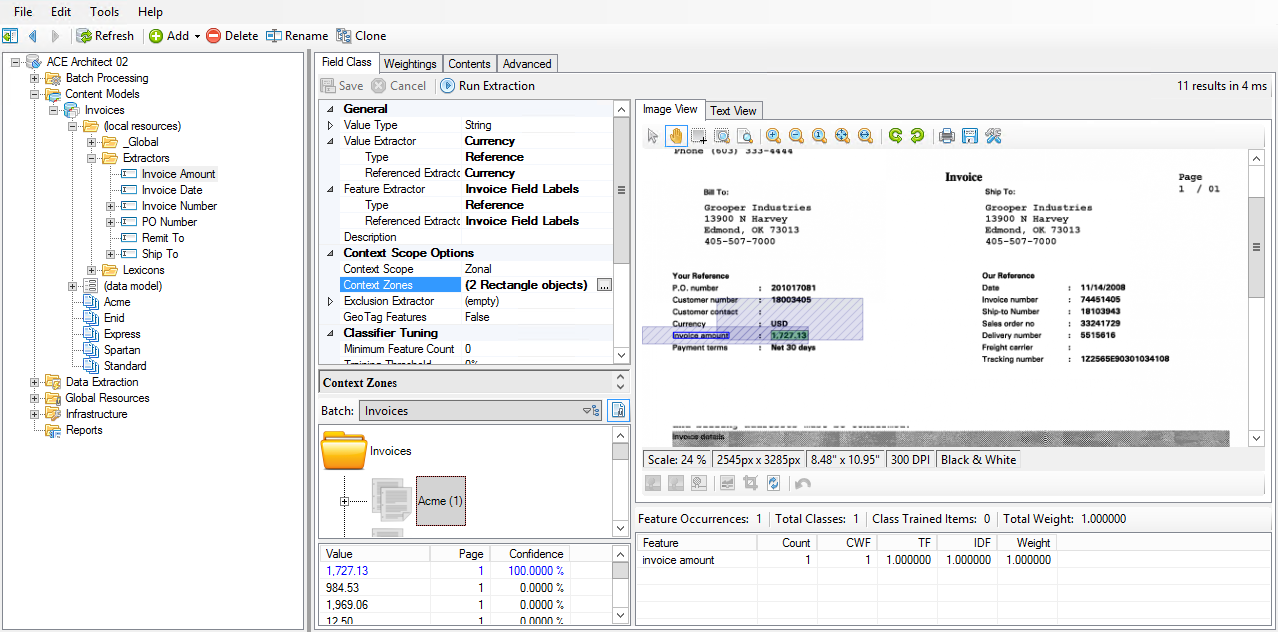 File Edit Tools Help
Refresh Add Delete Rename Clone
ACE Architect 02
Batch Processing
Content Models
Invoices
(local resources)
_Global
Extractors
Invoice Amount
Invoice Date
Invoice Number
PO Number
Remit To
Ship To
Lexicons
(data model)
Acme
Enid
Express
Spartan
Standard
Data Extraction
Global Resources
Infrastructure
Reports
Field Class Weightings Contents Advanced
Save Cancel Run Extraction 11 results in 4 ms
General
Value Type String
Value Extractor Currency
Type Reference
Referenced Extractc Currency
Feature Extractor Invoice Field Labels
Type Reference
Referenced Extractc Invoice Field Labels
Description
Context Scope Options
Context Scope Zonal
Context Zones (2 Rectangle objects) ...
Exclusion Extractor (empty)
GeoTag Features False
Classifier Tuning
Minimum Feature Count 0
Training Threshold 0%
Context Zones
Batch: Invoices
Invoices
Acme (1)
Value Page Confidence
1,727.13 1 100.0000 %
984.53 1 0.0000 %
1,969.06 1 0.0000 %
12.50 1 0.0000 %
Image View Text View
Phone (603) 333-4444
Invoice Page
1 / 01
Bill To: Ship To:
Grooper Industries Grooper Industries
13900 N Harvey 13900 N Harvey
Edmond, OK 73013 Edmond, OK 73013
405-507-7000 405-507-7000
Your Reference Our Reference
P.O. number : 201017081 Date : 11/14/2008
Customer number : 18003405 Invoice number : 74451405
Customer contact : Ship-to Number : 18103943
Currency : USD Sales order no : 33241729
Invoice amount : 1,727.13 Delivery number : 5515616
Payment terms : Net 30 days Freight carrier :
Tracking number : 1Z2565E90301034108
Invoice details
Scale: 24 % 2545px x 3285px 8.48" x 10.95" 300 DPI Black & White
Feature Occurrences: 1 Total Classes: 1 Class Trained Items: 0 Total Weight: 1.000000
Feature Count CWF TF IDF Weight
invoice amount 1 1 1.000000 1.000000 1.000000